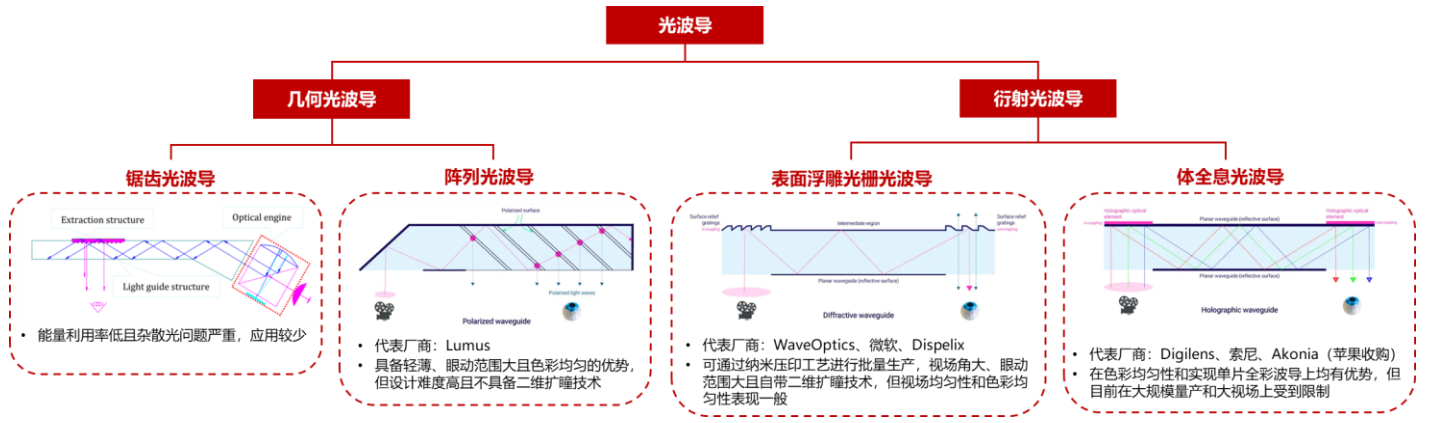 光波导
几何光波导
衍射光波导
锯齿光波导
阵列光波导
表面浮雕光栅光波导
体全息光波导
Extraction structure
Optical engine
Light guide structure
• 能量利用率低且杂散光问题严重，应用较少
Polarized surface
Polarized light waves
Polarized waveguide
• 代表厂商：Lumus
• 具备轻薄、眼动范围大且色彩均匀的优势，
但设计难度高且不具备二维扩瞳技术
Surface relief
gratings
in-coupling
Intermediate region
Surface relief
gratings
out-coupling
Planar waveguide (reflective surface)
Diffractive waveguide
• 代表厂商：WaveOptics、微软、Dispelix
• 可通过纳米压印工艺进行批量生产，视场角大、眼动
范围大且自带二维扩瞳技术，但视场均匀性和色彩均
匀性表现一般
Holographic optical
element
in-coupling
Planar waveguide (reflective surface)
Holographic optical
element
out-coupling
Planar waveguide (reflective surface)
Holographic waveguide
• 代表厂商：Digilens、索尼、Akonia（苹果收购）
• 在色彩均匀性和实现单片全彩波导上均有优势，但
目前在大规模量产和大视场上受到限制